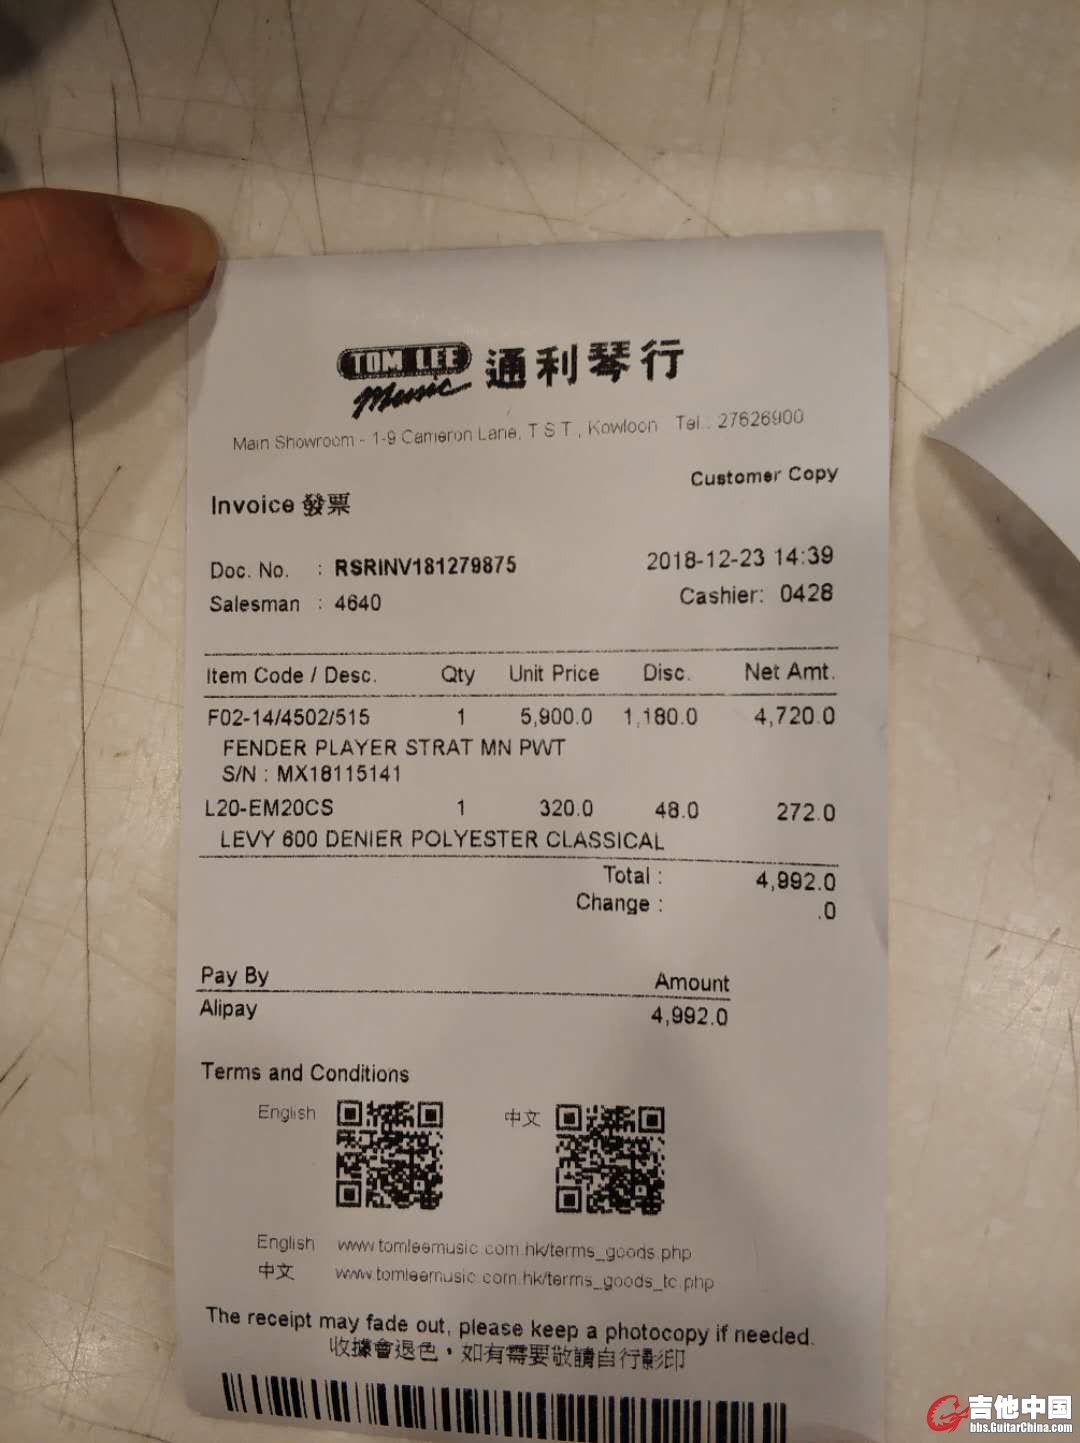 TOM LEE Music 通利琴行
Main Showroom - 1-9 Cameron Lane, T S T , Kowloon Tel.: 27626900
Customer Copy
Invoice 發票
Doc. No. : RSRINV181279875 2018-12-23 14:39
Salesman : 4640 Cashier: 0428
Item Code / Desc. Qty Unit Price Disc. Net Amt.
F02-14/4502/515 1 5,900.0 1,180.0 4,720.0
FENDER PLAYER STRAT MN PWT
S/N : MX18115141
L20-EM20CS 1 320.0 48.0 272.0
LEVY 600 DENIER POLYESTER CLASSICAL
Total : 4,992.0
Change : .0
Pay By Amount
Alipay 4,992.0
Terms and Conditions
English 中文
English www.tomleemusic.com.hk/terms_goods.php
中文 www.tomleemusic.com.hk/terms_goods_tc.php
The receipt may fade out, please keep a photocopy if needed.
收據會退色，如有需要敬請自行影印
吉他中国
bbs.GuitarChina.com